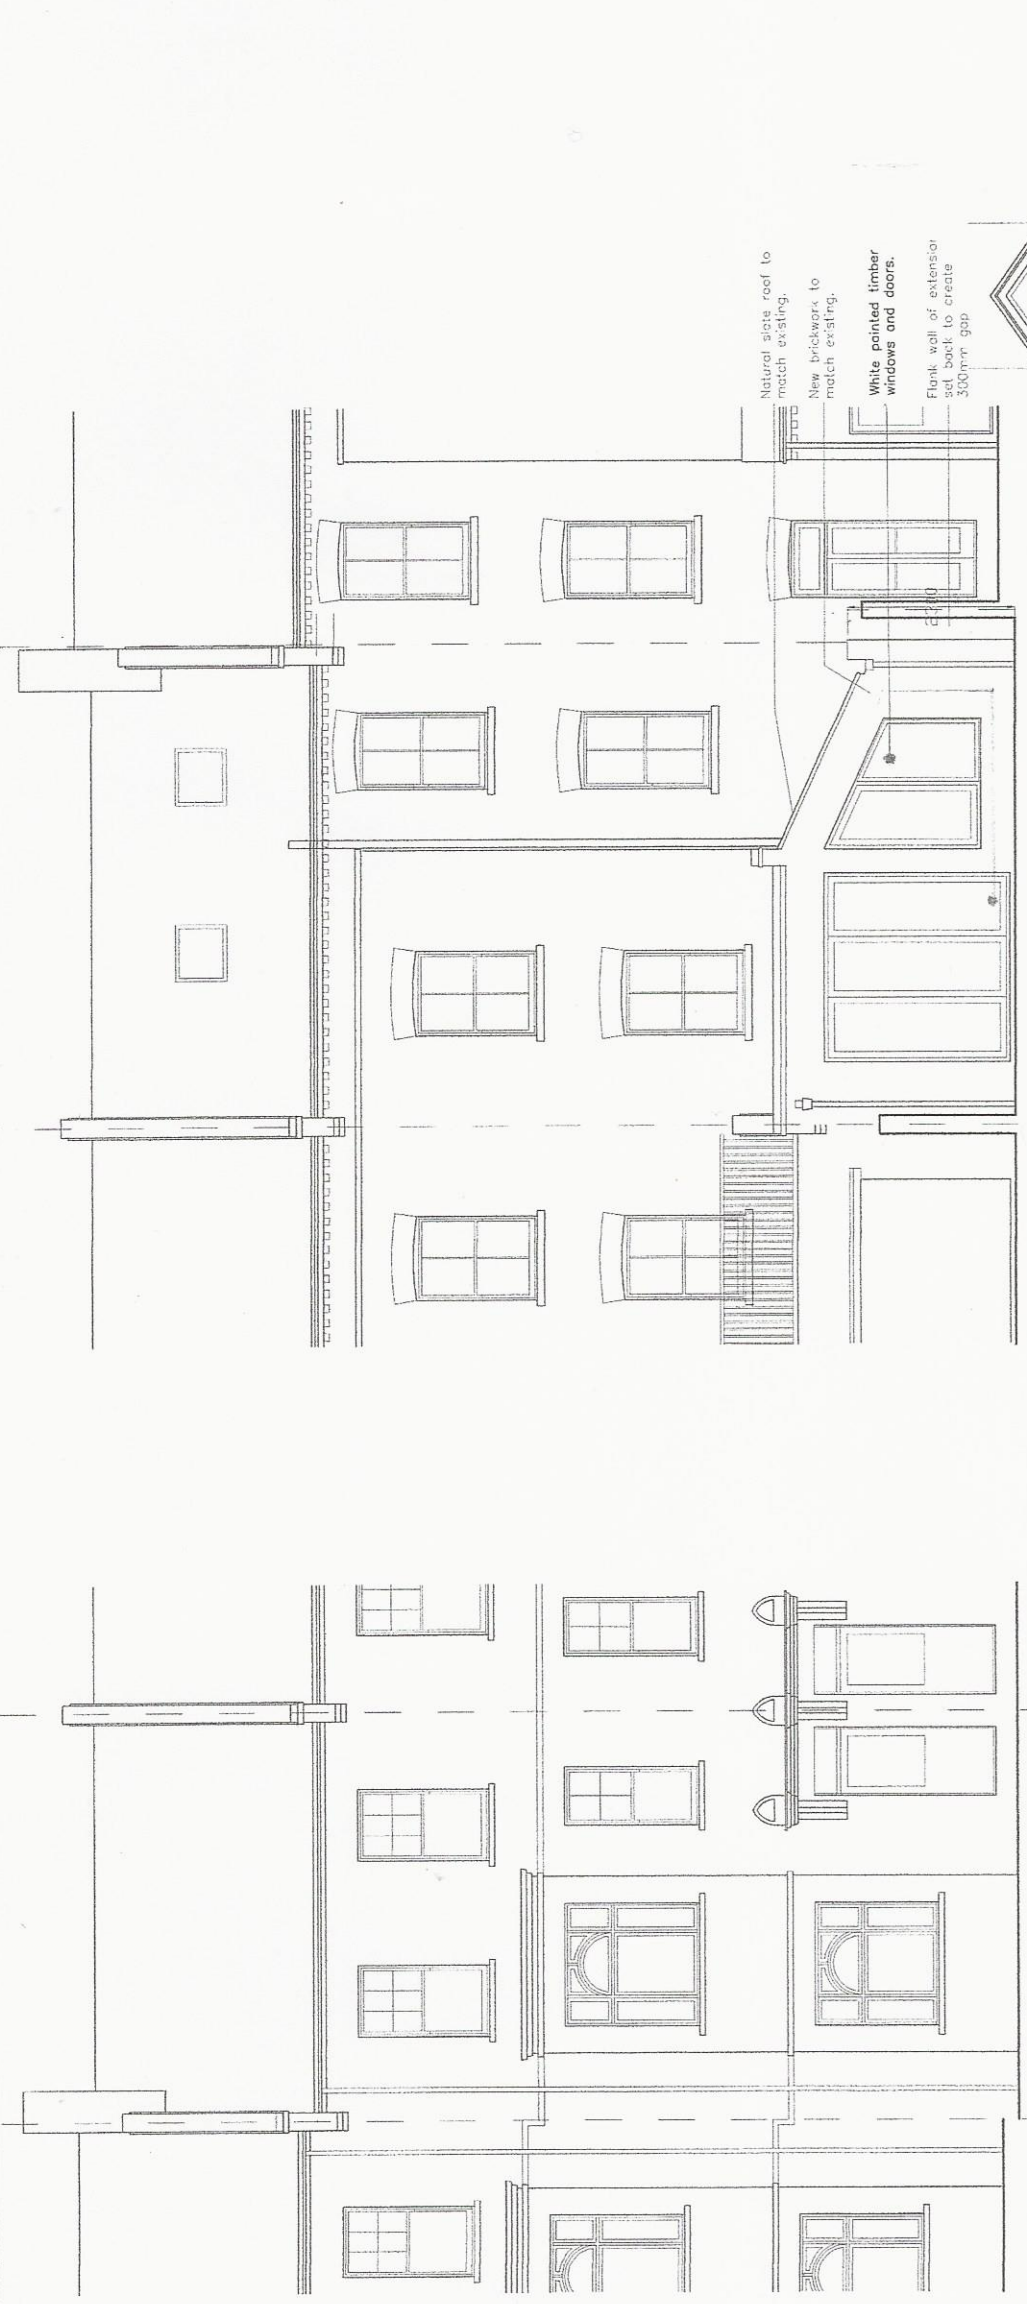 Natural slate roof to
match existing.
New brickwork to
match existing.
White painted timber
windows and doors.
Flank wall of extension
set back to create
300mm gap